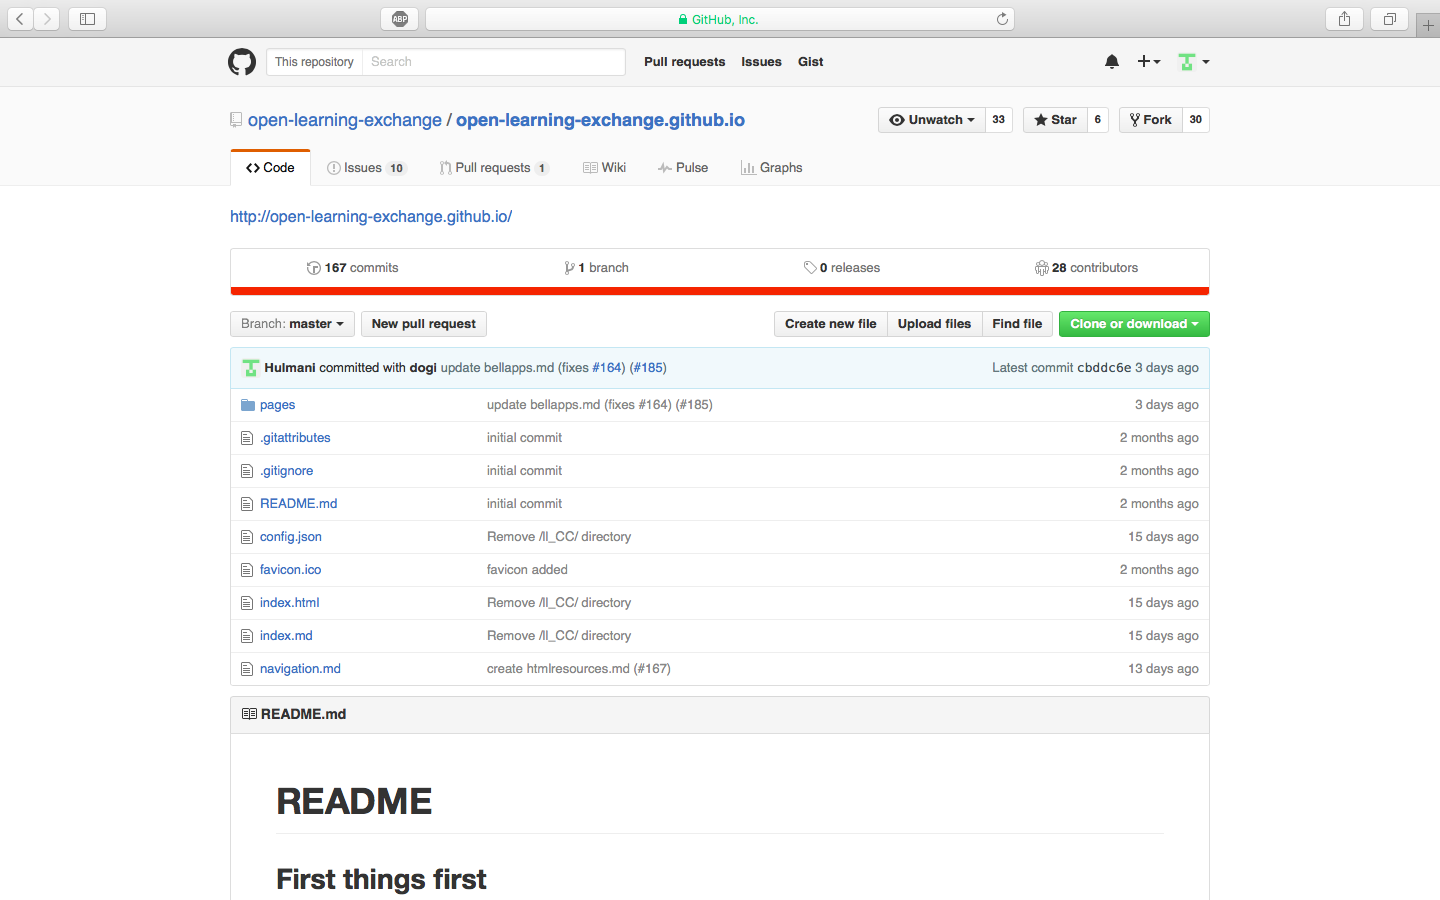 ABP
GitHub, Inc.
This repository Search Pull requests Issues Gist
open-learning-exchange / open-learning-exchange.github.io Unwatch 33 Star 6 Fork 30
Code Issues 10 Pull requests 1 Wiki Pulse Graphs
http://open-learning-exchange.github.io/
167 commits 1 branch 0 releases 28 contributors
Branch: master New pull request Create new file Upload files Find file Clone or download
Hulmani committed with dogi update bellapps.md (fixes #164) (#185) Latest commit cbddc6e 3 days ago
pages update bellapps.md (fixes #164) (#185) 3 days ago
.gitattributes initial commit 2 months ago
.gitignore initial commit 2 months ago
README.md initial commit 2 months ago
config.json Remove /ll_CC/ directory 15 days ago
favicon.ico favicon added 2 months ago
index.html Remove /ll_CC/ directory 15 days ago
index.md Remove /ll_CC/ directory 15 days ago
navigation.md create htmlresources.md (#167) 13 days ago
README.md
README
First things first